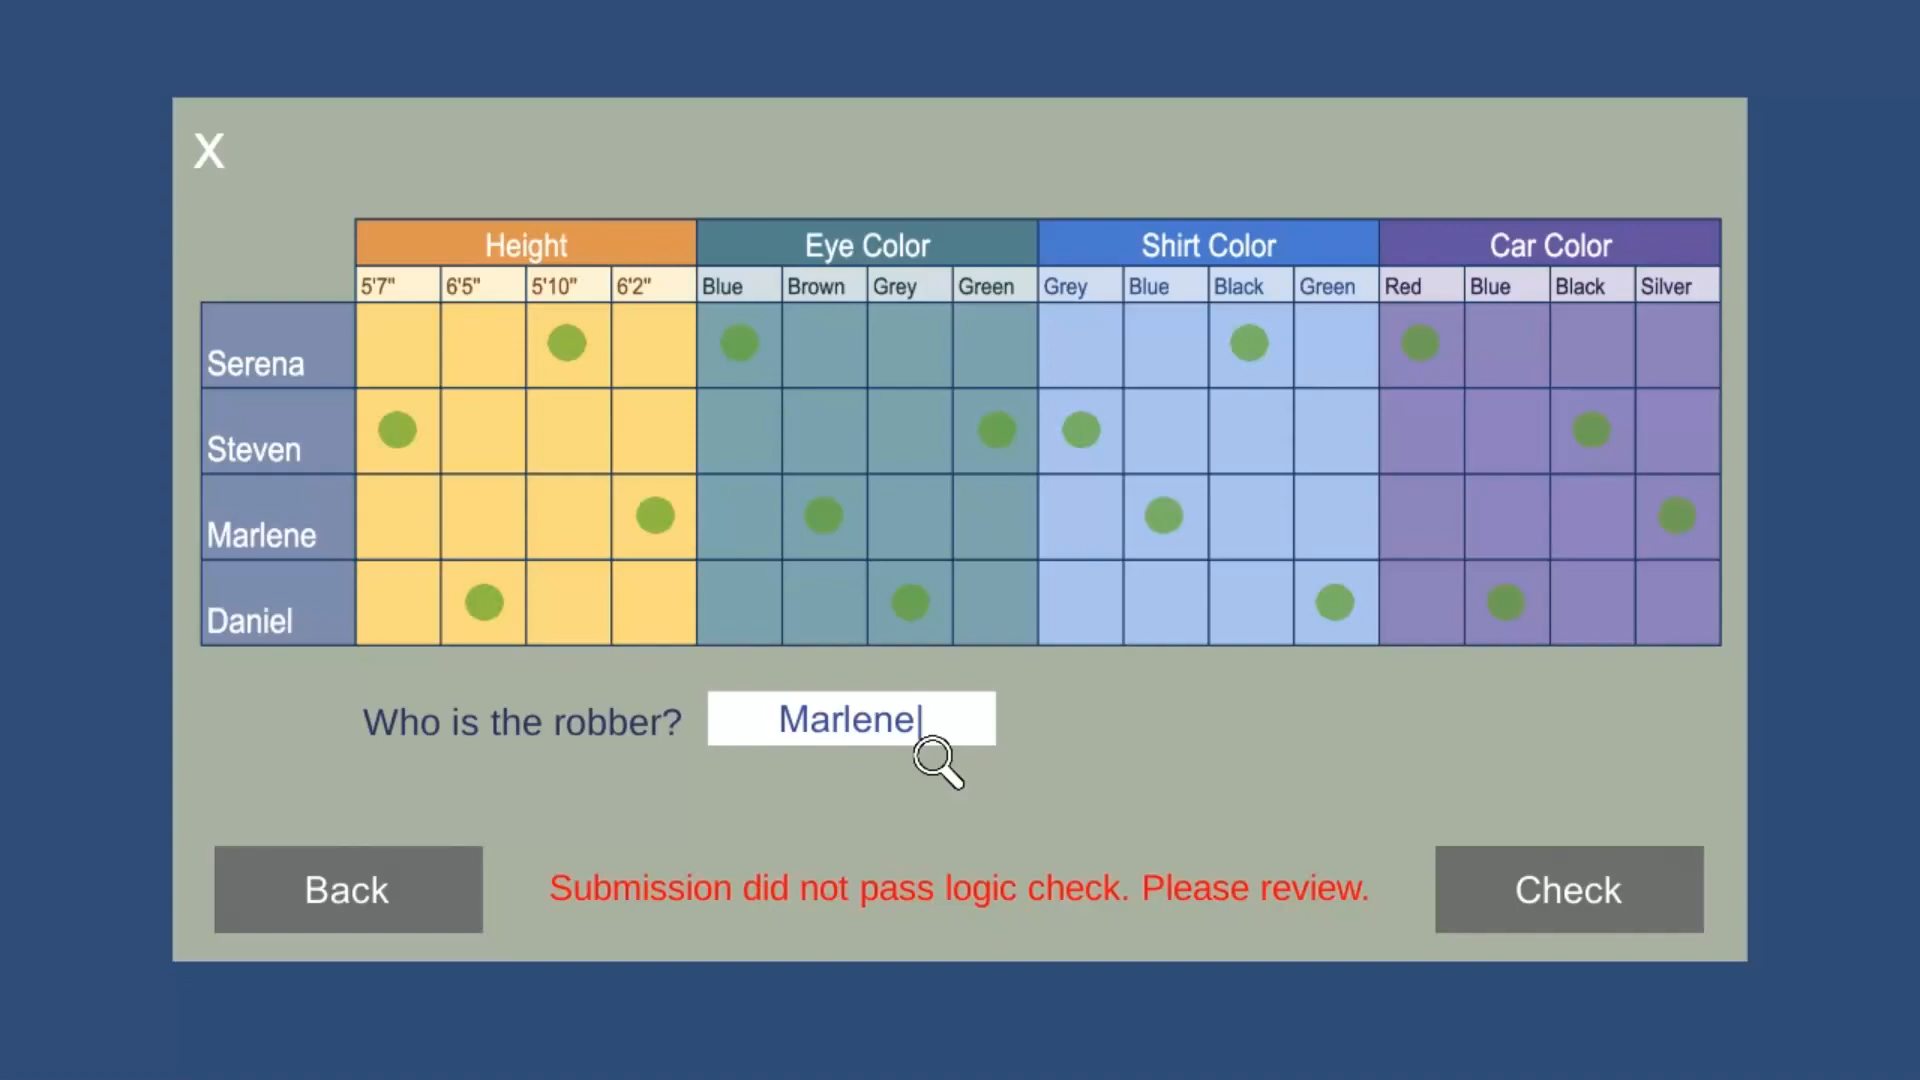 X
Height Eye Color Shirt Color Car Color
5'7" 6'5" 5'10" 6'2" Blue Brown Grey Green Grey Blue Black Green Red Blue Black Silver
Serena
Steven
Marlene
Daniel
Who is the robber? Marlene
Back Submission did not pass logic check. Please review. Check